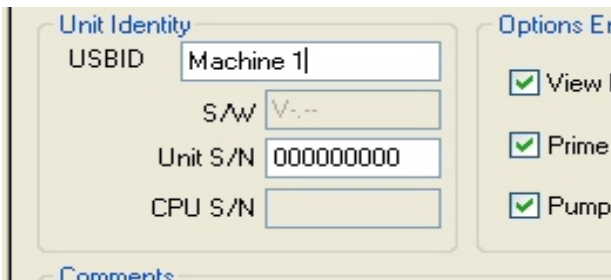 Unit Identity
USBID Machine 1
S/W V-.--
Unit S/N 000000000
CPU S/N
Comments
Options
View
Prime
Pump